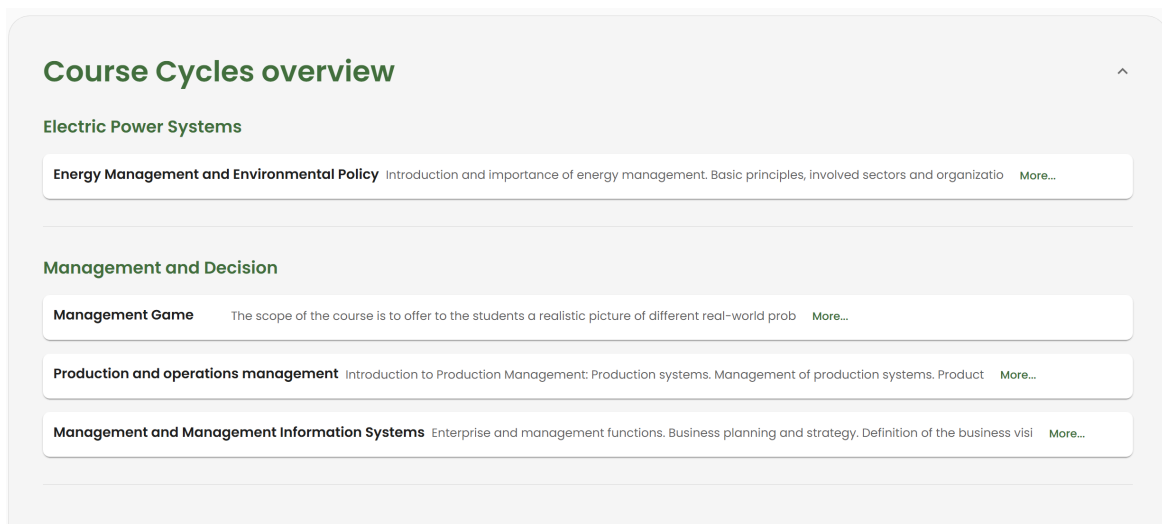 Course Cycles overview
Electric Power Systems
Energy Management and Environmental Policy Introduction and importance of energy management. Basic principles, involved sectors and organizatio More...
Management and Decision
Management Game The scope of the course is to offer to the students a realistic picture of different real-world prob More...
Production and operations management Introduction to Production Management: Production systems. Management of production systems. Product More...
Management and Management Information Systems Enterprise and management functions. Business planning and strategy. Definition of the business visi More...